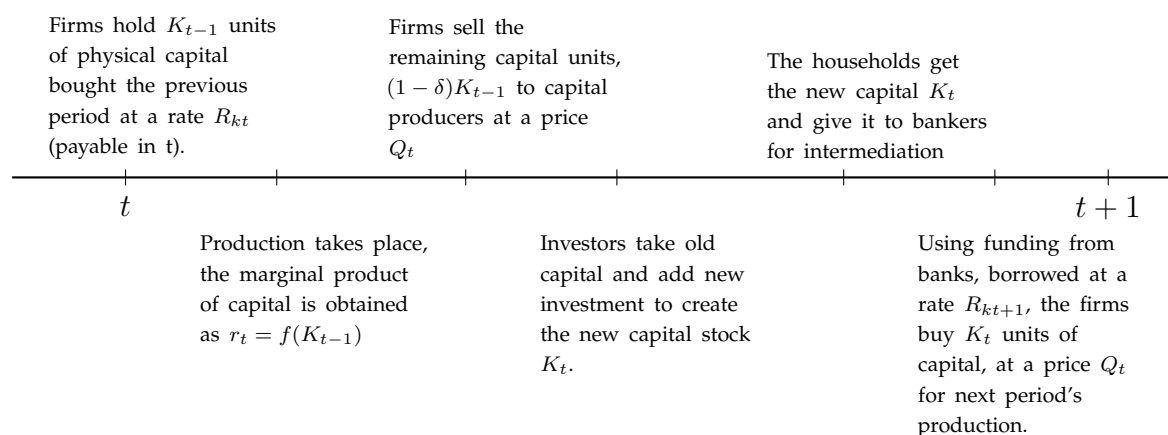 Firms hold K_{t−1} units
of physical capital
bought the previous
period at a rate R_{kt}
(payable in t).
Firms sell the
remaining capital units,
(1 − δ)K_{t−1} to capital
producers at a price
Q_t
The households get
the new capital K_t
and give it to bankers
for intermediation
t
t + 1
Production takes place,
the marginal product
of capital is obtained
as r_t = f(K_{t−1})
Investors take old
capital and add new
investment to create
the new capital stock
K_t.
Using funding from
banks, borrowed at a
rate R_{kt+1}, the firms
buy K_t units of
capital, at a price Q_t
for next period's
production.